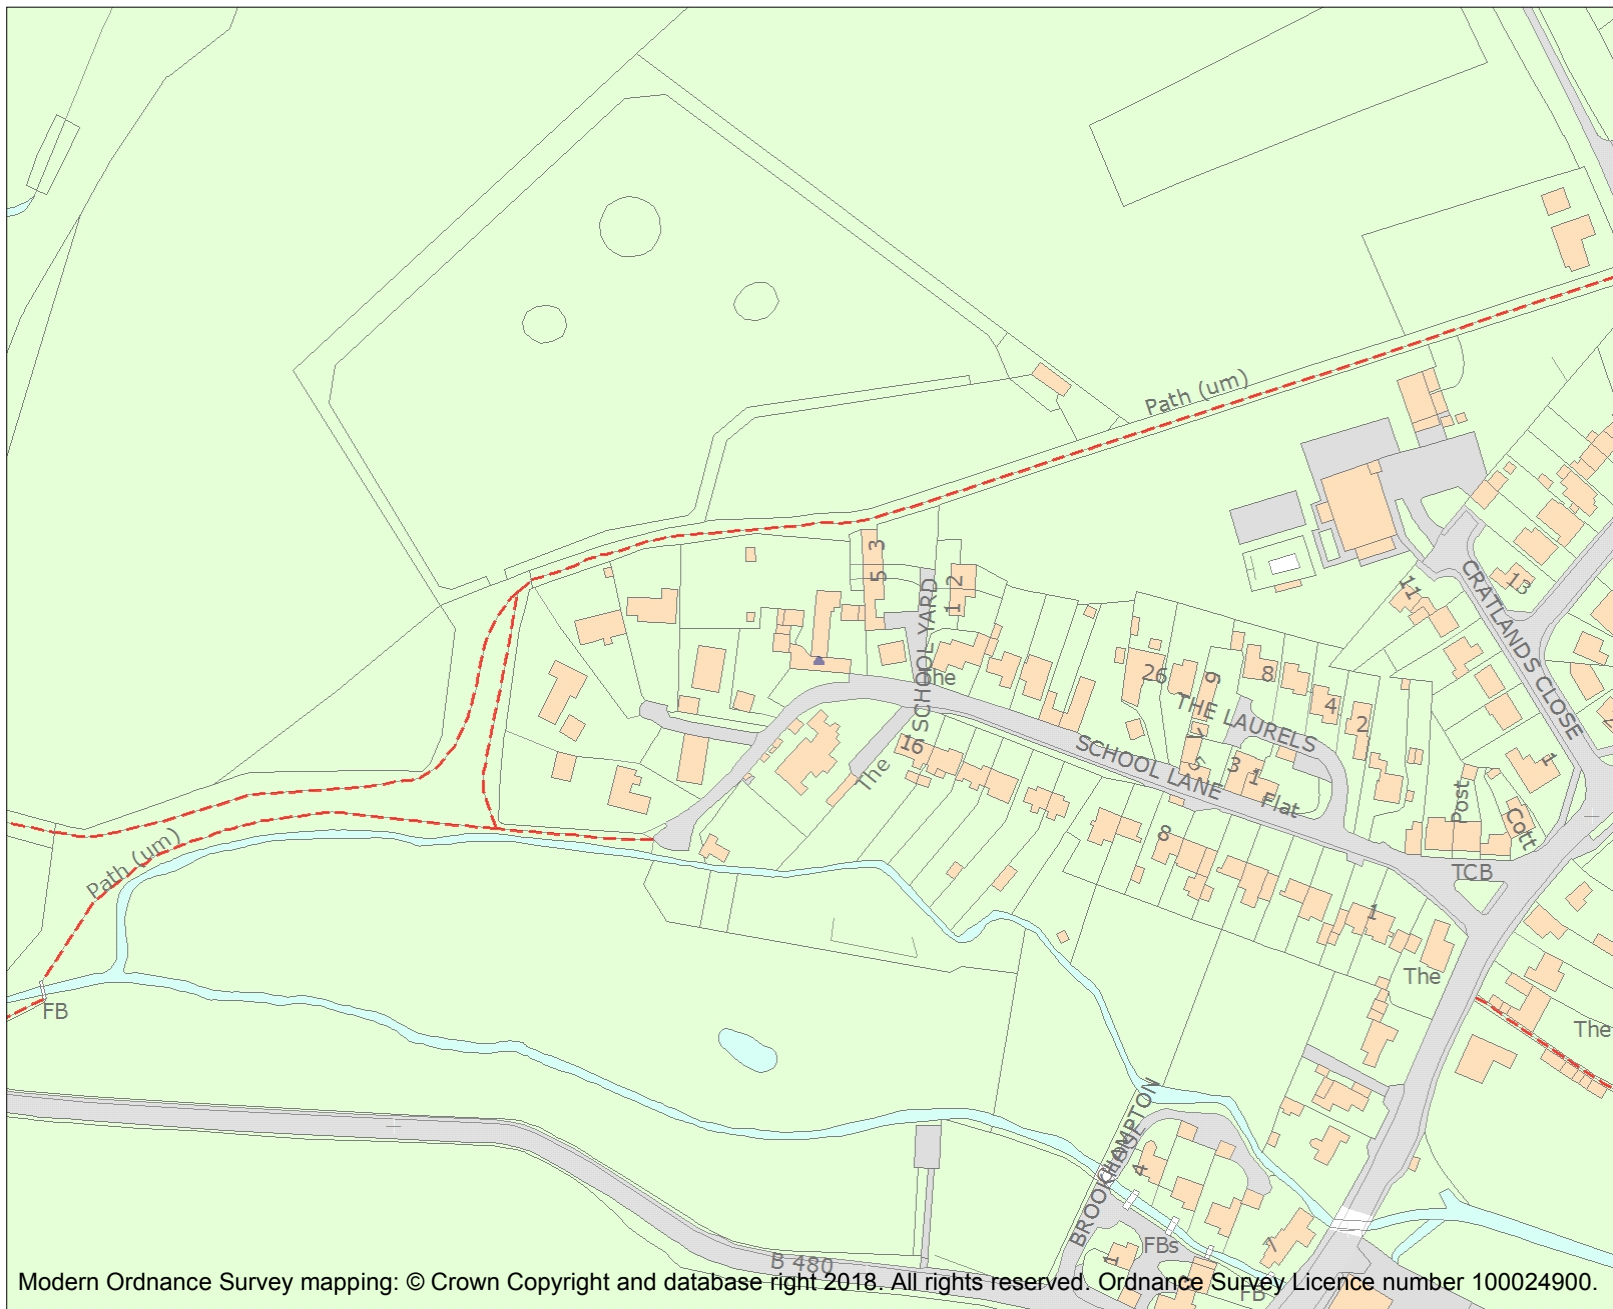 Path (um)
3
5
2
1
SCHOOL YARD
The
11
13
CRATLANDS CLOSE
26
9
8
THE LAURELS
4
2
1
16
The
SCHOOL LANE
3
1
Flat
Post
Cott
8
TCB
Path (um)
1
The
FB
The
BROOKHAMPTON
CLOSE
4
FBs
1
7
B 480
FB
Modern Ordnance Survey mapping: © Crown Copyright and database right 2018. All rights reserved. Ordnance Survey Licence number 100024900.